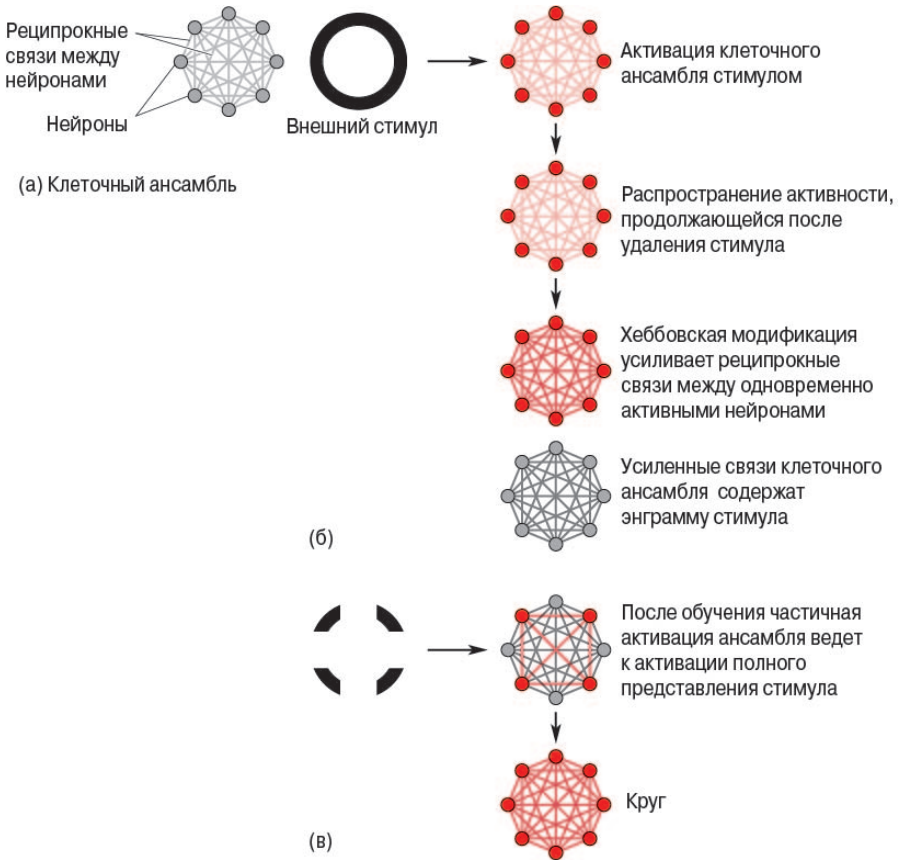 Реципрокные
связи между
нейронами
Нейроны
(а) Клеточный ансамбль
Внешний стимул
Активация клеточного
ансамбля стимулом
Распространение активности,
продолжающейся после
удаления стимула
Хеббовская модификация
усиливает реципрокные
связи между одновременно
активными нейронами
Усиленные связи клеточного
ансамбля содержат
энграмму стимула
(б)
После обучения частичная
активация ансамбля ведет
к активации полного
представления стимула
Круг
(в)